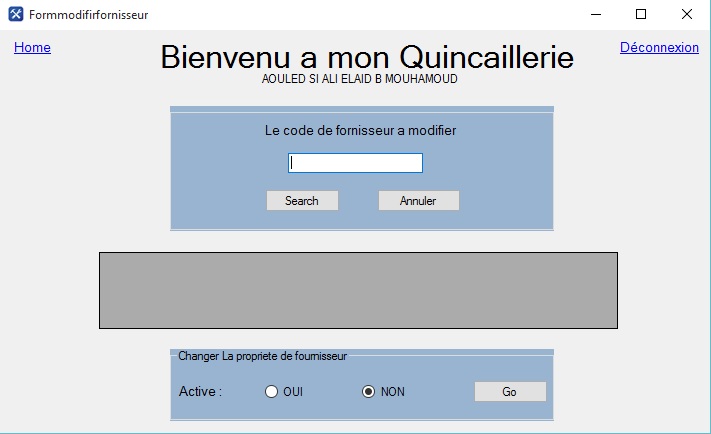 Formmodifirfornisseur
Home
Déconnexion
Bienvenu a mon Quincaillerie
AOULED SI ALI ELAID B MOUHAMOUD
Le code de fornisseur a modifier
Search Annuler
Changer La propriete de fournisseur
Active : OUI NON Go